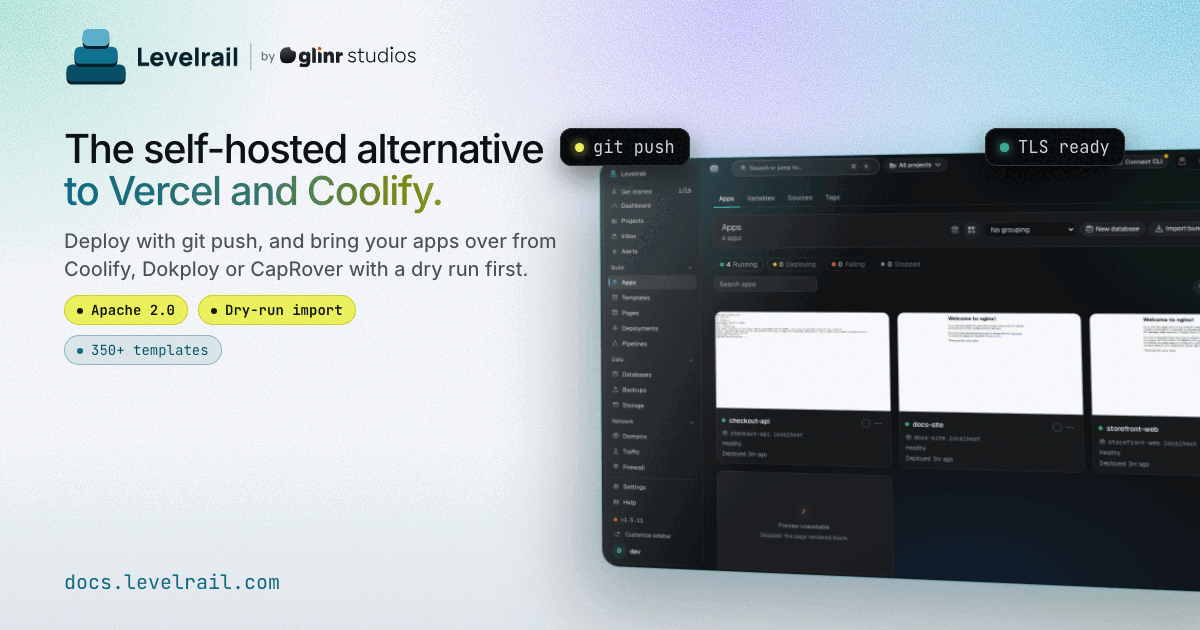 Levelrail
by glinr studios
The self-hosted alternative
to Vercel and Coolify.
Deploy with git push, and bring your apps over from
Coolify, Dokploy or CapRover with a dry run first.
Apache 2.0
Dry-run import
350+ templates
docs.levelrail.com
git push
TLS ready
Levelrail
Search or jump to...
All projects
Connect CLI
Get started 1/15
Dashboard
Projects
Inbox
Alerts
Build
Apps
Templates
Pages
Deployments
Pipelines
Data
Databases
Backups
Storage
Network
Domains
Traffic
Firewall
Settings
Help
v1.5.11
Customize sidebar
D dev
Apps Variables Sources Tags
Apps
4 apps
No grouping
New database
Import
4 Running 0 Deploying 0 Failing 0 Stopped
Search apps
Welcome to nginx!
Welcome to nginx!
checkout-api
checkout-api.localhost
Healthy
Deployed 3m ago
docs-site
docs-site.localhost
Healthy
Deployed 3m ago
storefront-web
storefront-web.localhost
Healthy
Deployed 3m ago
Preview unavailable
Skipped: the page rendered blank.